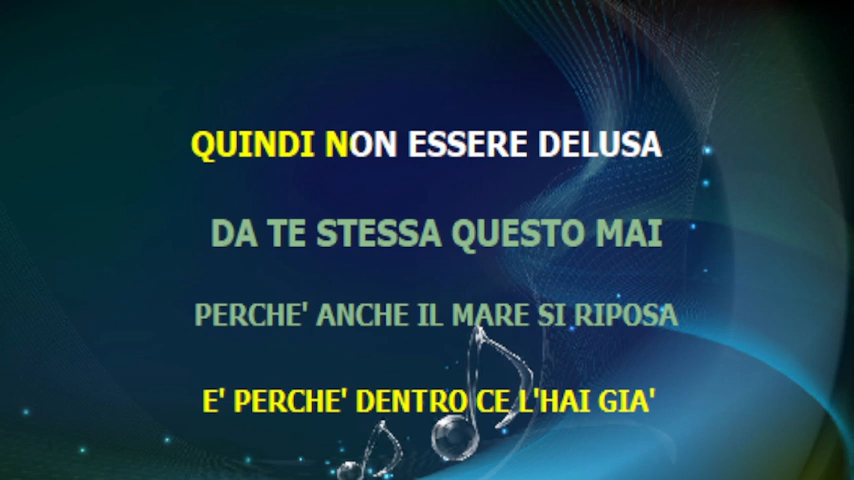 QUINDI NON ESSERE DELUSA
DA TE STESSA QUESTO MAI
PERCHE' ANCHE IL MARE SI RIPOSA
E' PERCHE' DENTRO CE L'HAI GIA'